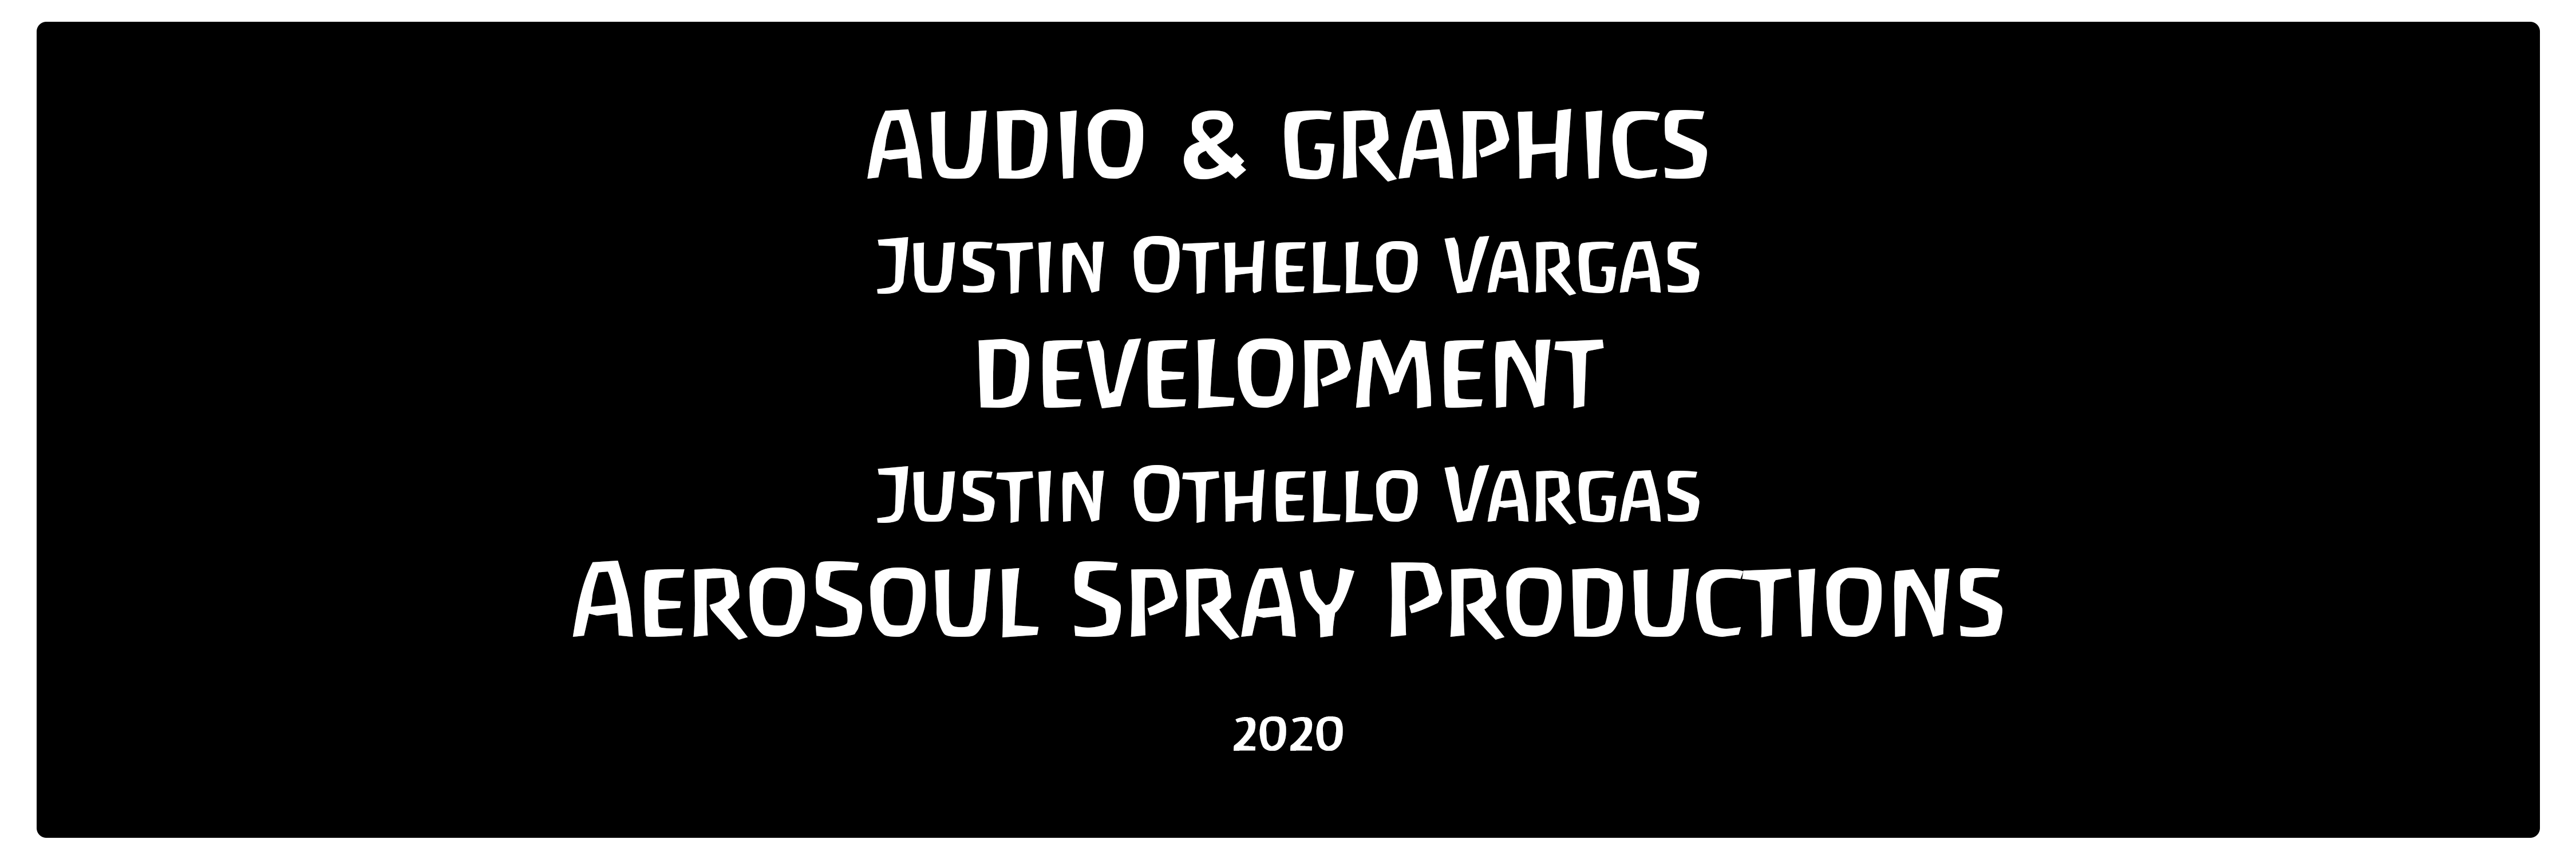 AUDIO & GRAPHICS
JUSTIN OTHELLO VARGAS
DEVELOPMENT
JUSTIN OTHELLO VARGAS
AEROSOUL SPRAY PRODUCTIONS
2020